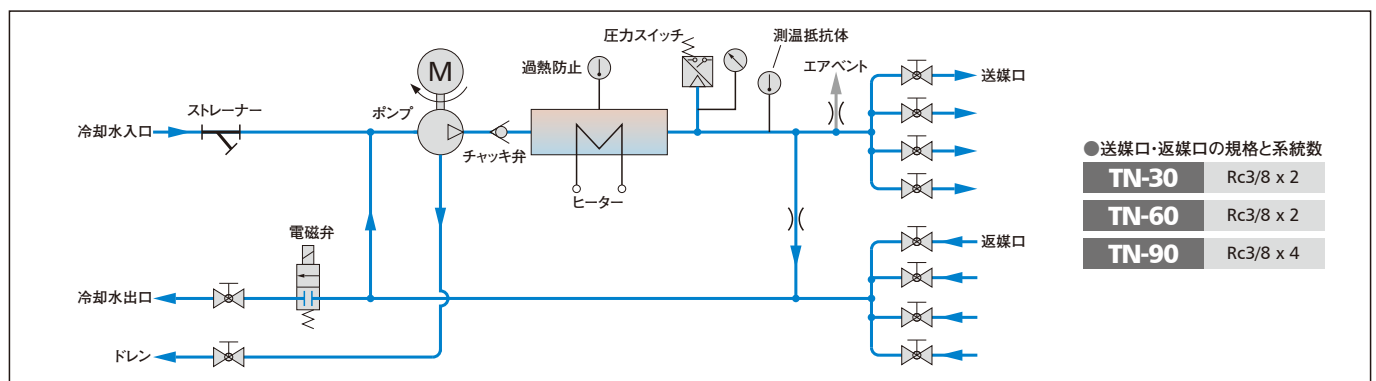 圧力スイッチ
測温抵抗体
過熱防止
エアベント
送媒口
M
ストレーナー
ポンプ
冷却水入口
チャッキ弁
ヒーター
●送媒口・返媒口の規格と系統数
TN-30 Rc3/8 x 2
TN-60 Rc3/8 x 2
TN-90 Rc3/8 x 4
電磁弁
返媒口
冷却水出口
ドレン